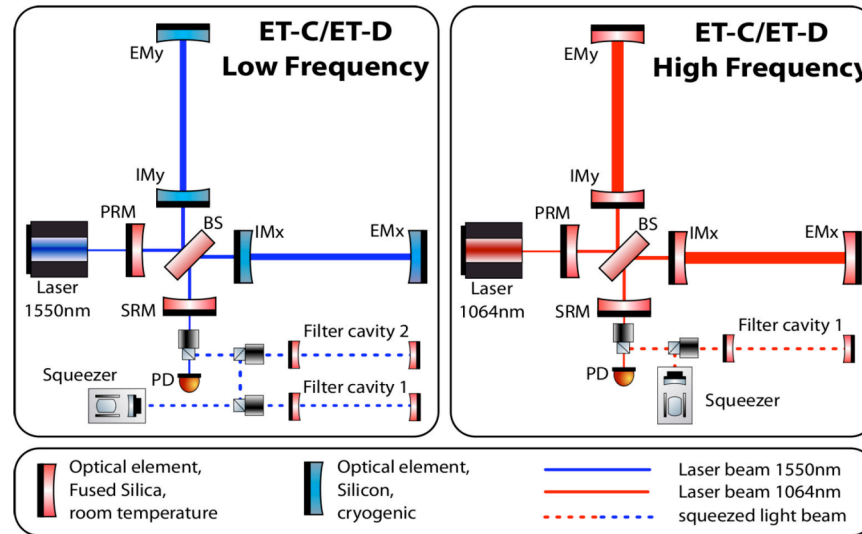 ET-C/ET-D
Low Frequency
EMy
IMy
PRM
BS
IMx
EMx
Laser
1550nm
SRM
Filter cavity 2
PD
Squeezer
Filter cavity 1
ET-C/ET-D
High Frequency
EMy
IMy
PRM
BS
IMx
EMx
Laser
1064nm
SRM
Filter cavity 1
PD
Squeezer
Optical element,
Fused Silica,
room temperature
Optical element,
Silicon,
cryogenic
Laser beam 1550nm
Laser beam 1064nm
squeezed light beam